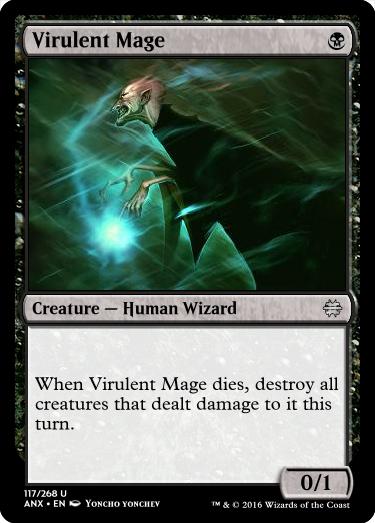 Virulent Mage
Creature — Human Wizard
When Virulent Mage dies, destroy all
creatures that dealt damage to it this
turn.
0/1
117/268 U
ANX • EN Yoncho yonchev
™ & © 2016 Wizards of the Coast